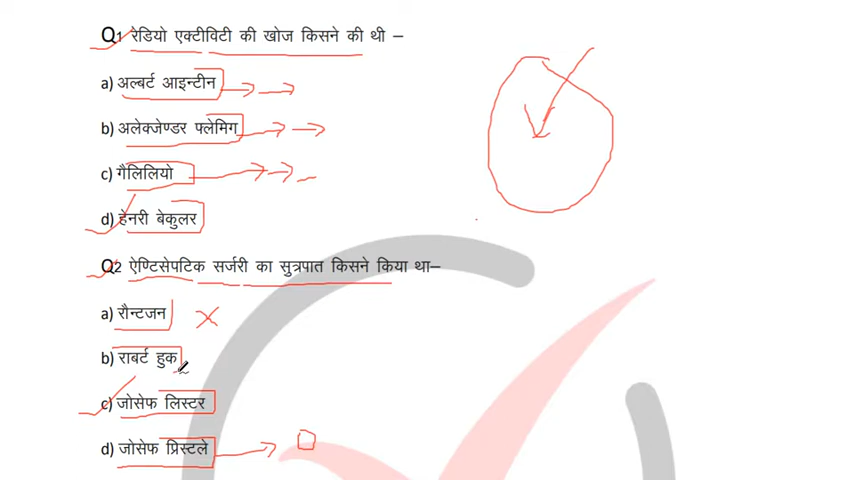 Q1 रेडियो एक्टीविटी की खोज किसने की थी –
a) अल्बर्ट आइन्टीन
b) अलेक्जेण्डर फ्लेमिग
c) गैलिलियो
d) हेनरी बेकुलर
Q2 ऐण्टिसेपटिक सर्जरी का सुत्रपात किसने किया था–
a) रौन्टजन
b) राबर्ट हुक
c) जोसेफ लिस्टर
d) जोसेफ प्रिस्टले